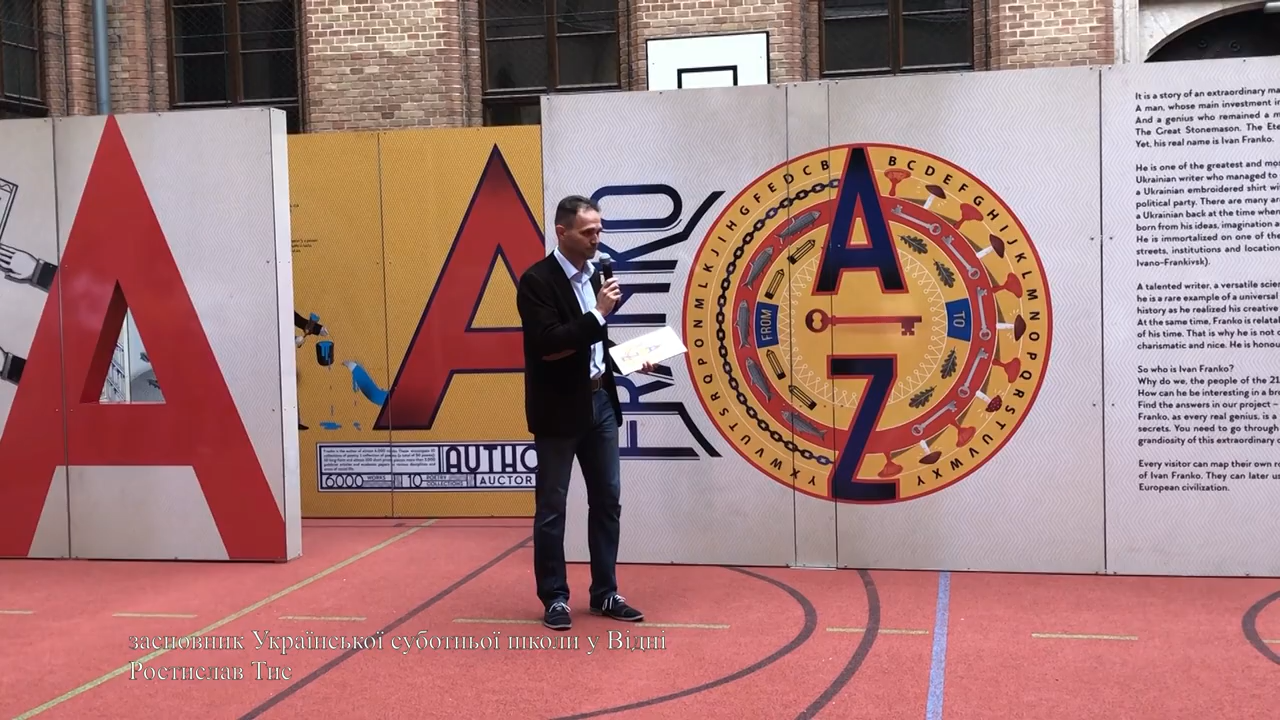 A
A
AUTHO
6000 WORKS
10 POETRY COLLECTIONS
AUCTOR
FRANKO
A
FROM
TO
Z
B C D E F G H I J K L M N O P Q R S T U V W X Y
B C D E F G H I J K L M N O P Q R S T U V W X Y
It is a story of an extraordinary ma
A man, whose main investment i
And a genius who remained a m
The Great Stonemason. The Ete
Yet, his real name is Ivan Franko.
He is one of the greatest and mo
Ukrainian writer who managed to
a Ukrainian embroidered shirt wi
political party. There are many ar
a Ukrainian back at the time when
born from his ideas, imagination a
He is immortalized on one of the
streets, institutions and location
Ivano-Frankivsk).
A talented writer, a versatile scien
he is a rare example of a universal
history as he realized his creative
At the same time, Franko is relatal
of his time. That is why he is not o
charismatic and nice. He is honou
So who is Ivan Franko?
Why do we, the people of the 21
How can he be interesting in a bre
Find the answers in our project –
Franko, as every real genius, is a
secrets. You need to go through
grandiosity of this extraordinary c
Every visitor can map their own ro
of Ivan Franko. They can later us
European civilization.
засновник Української суботньої школи у Відні
Ростислав Тис